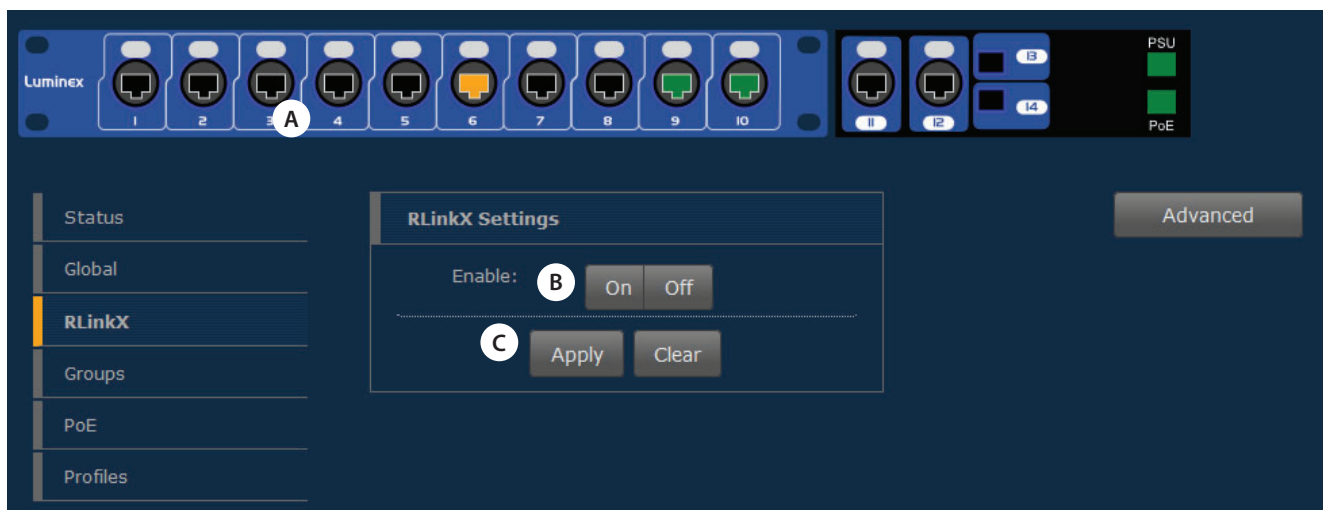 Luminex
1 2 3 A 4 5 6 7 8 9 10 11 12
13
14
PSU
PoE
Status
Global
RLinkX
Groups
PoE
Profiles
RLinkX Settings
Enable: B On Off
C Apply Clear
Advanced